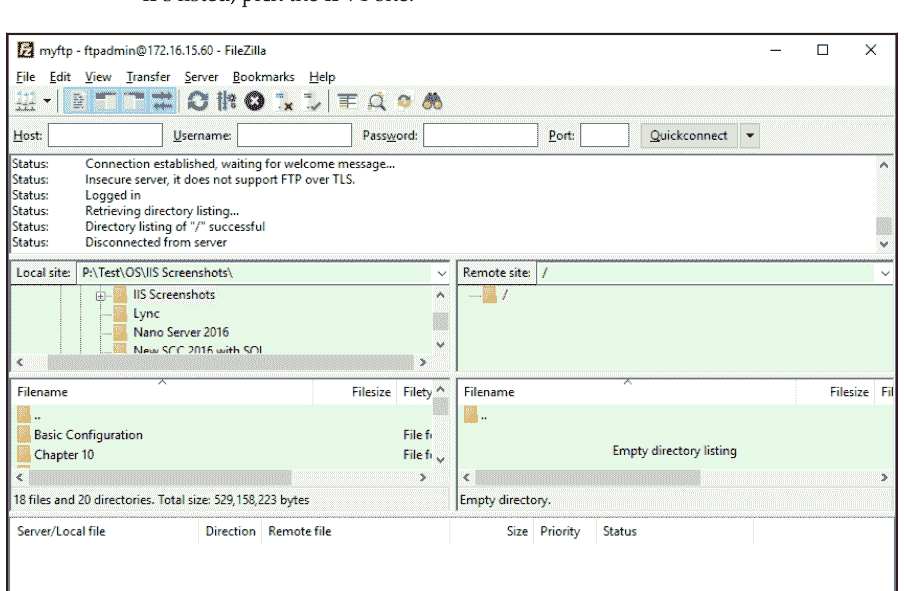 myftp - ftpadmin@172.16.15.60 - FileZilla
File Edit View Transfer Server Bookmarks Help
Host: Username: Password: Port: Quickconnect
Status: Connection established, waiting for welcome message...
Status: Insecure server, it does not support FTP over TLS.
Status: Logged in
Status: Retrieving directory listing...
Status: Directory listing of "/" successful
Status: Disconnected from server
Local site: P:\Test\OS\IIS Screenshots\
Remote site: /
IIS Screenshots
Lync
Nano Server 2016
New SCC 2016 with SQL
/
Filename Filesize Filety
..
Basic Configuration File f
Chapter 10 File f
18 files and 20 directories. Total size: 529,158,223 bytes
Filename Filesize Fil
..
Empty directory listing
Empty directory.
Server/Local file Direction Remote file Size Priority Status